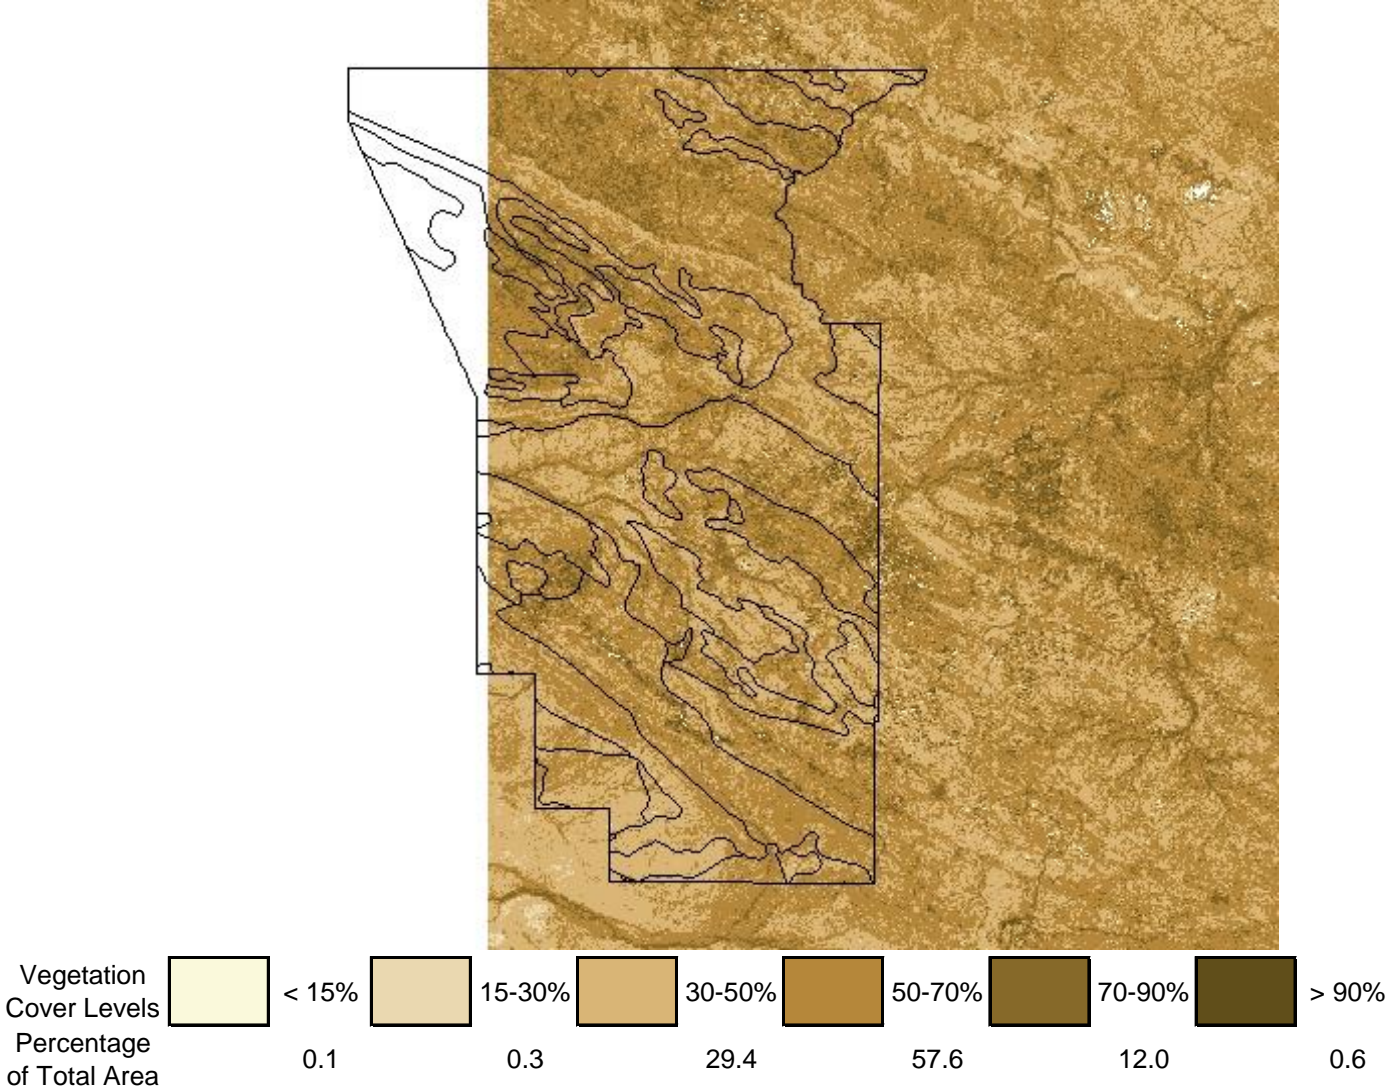 Vegetation
Cover Levels
< 15% 15-30% 30-50% 50-70% 70-90% > 90%
Percentage
of Total Area
0.1 0.3 29.4 57.6 12.0 0.6